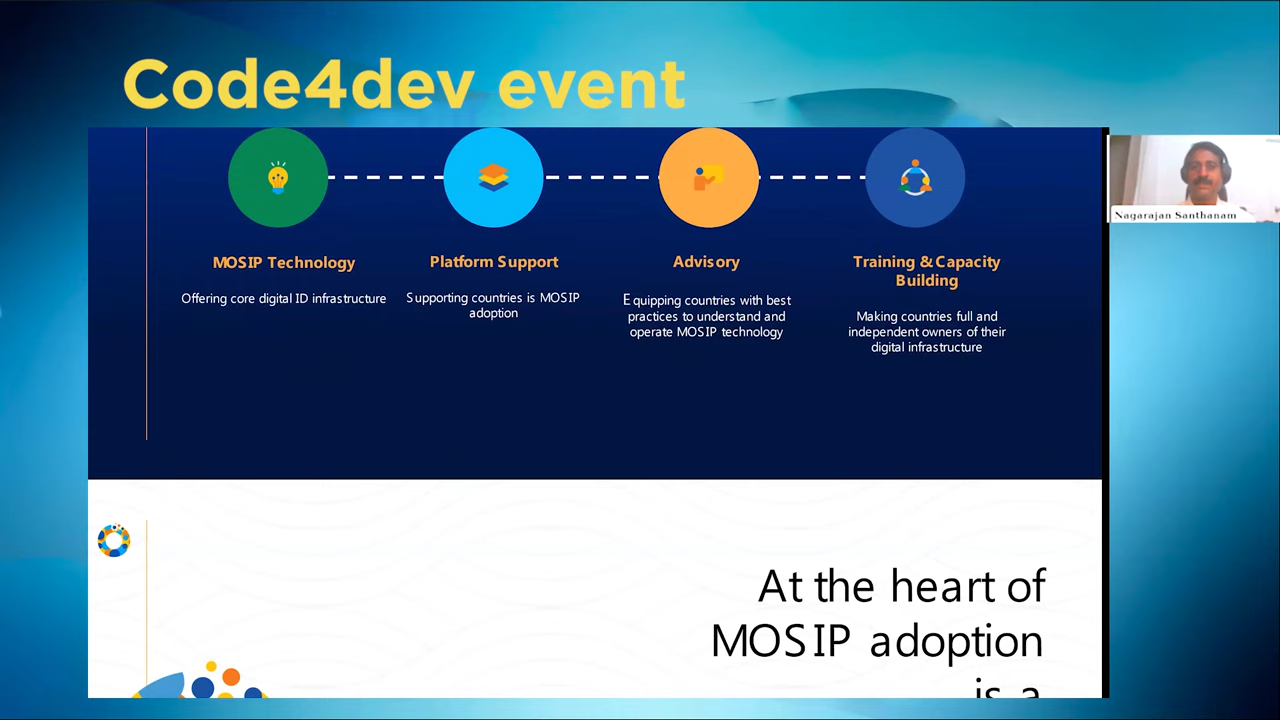 Code4dev event
Nagarajan Santhanam
MOSIP Technology
Offering core digital ID infrastructure
Platform Support
Supporting countries is MOSIP
adoption
Advisory
Equipping countries with best
practices to understand and
operate MOSIP technology
Training & Capacity
Building
Making countries full and
independent owners of their
digital infrastructure
At the heart of
MOSIP adoption
is a